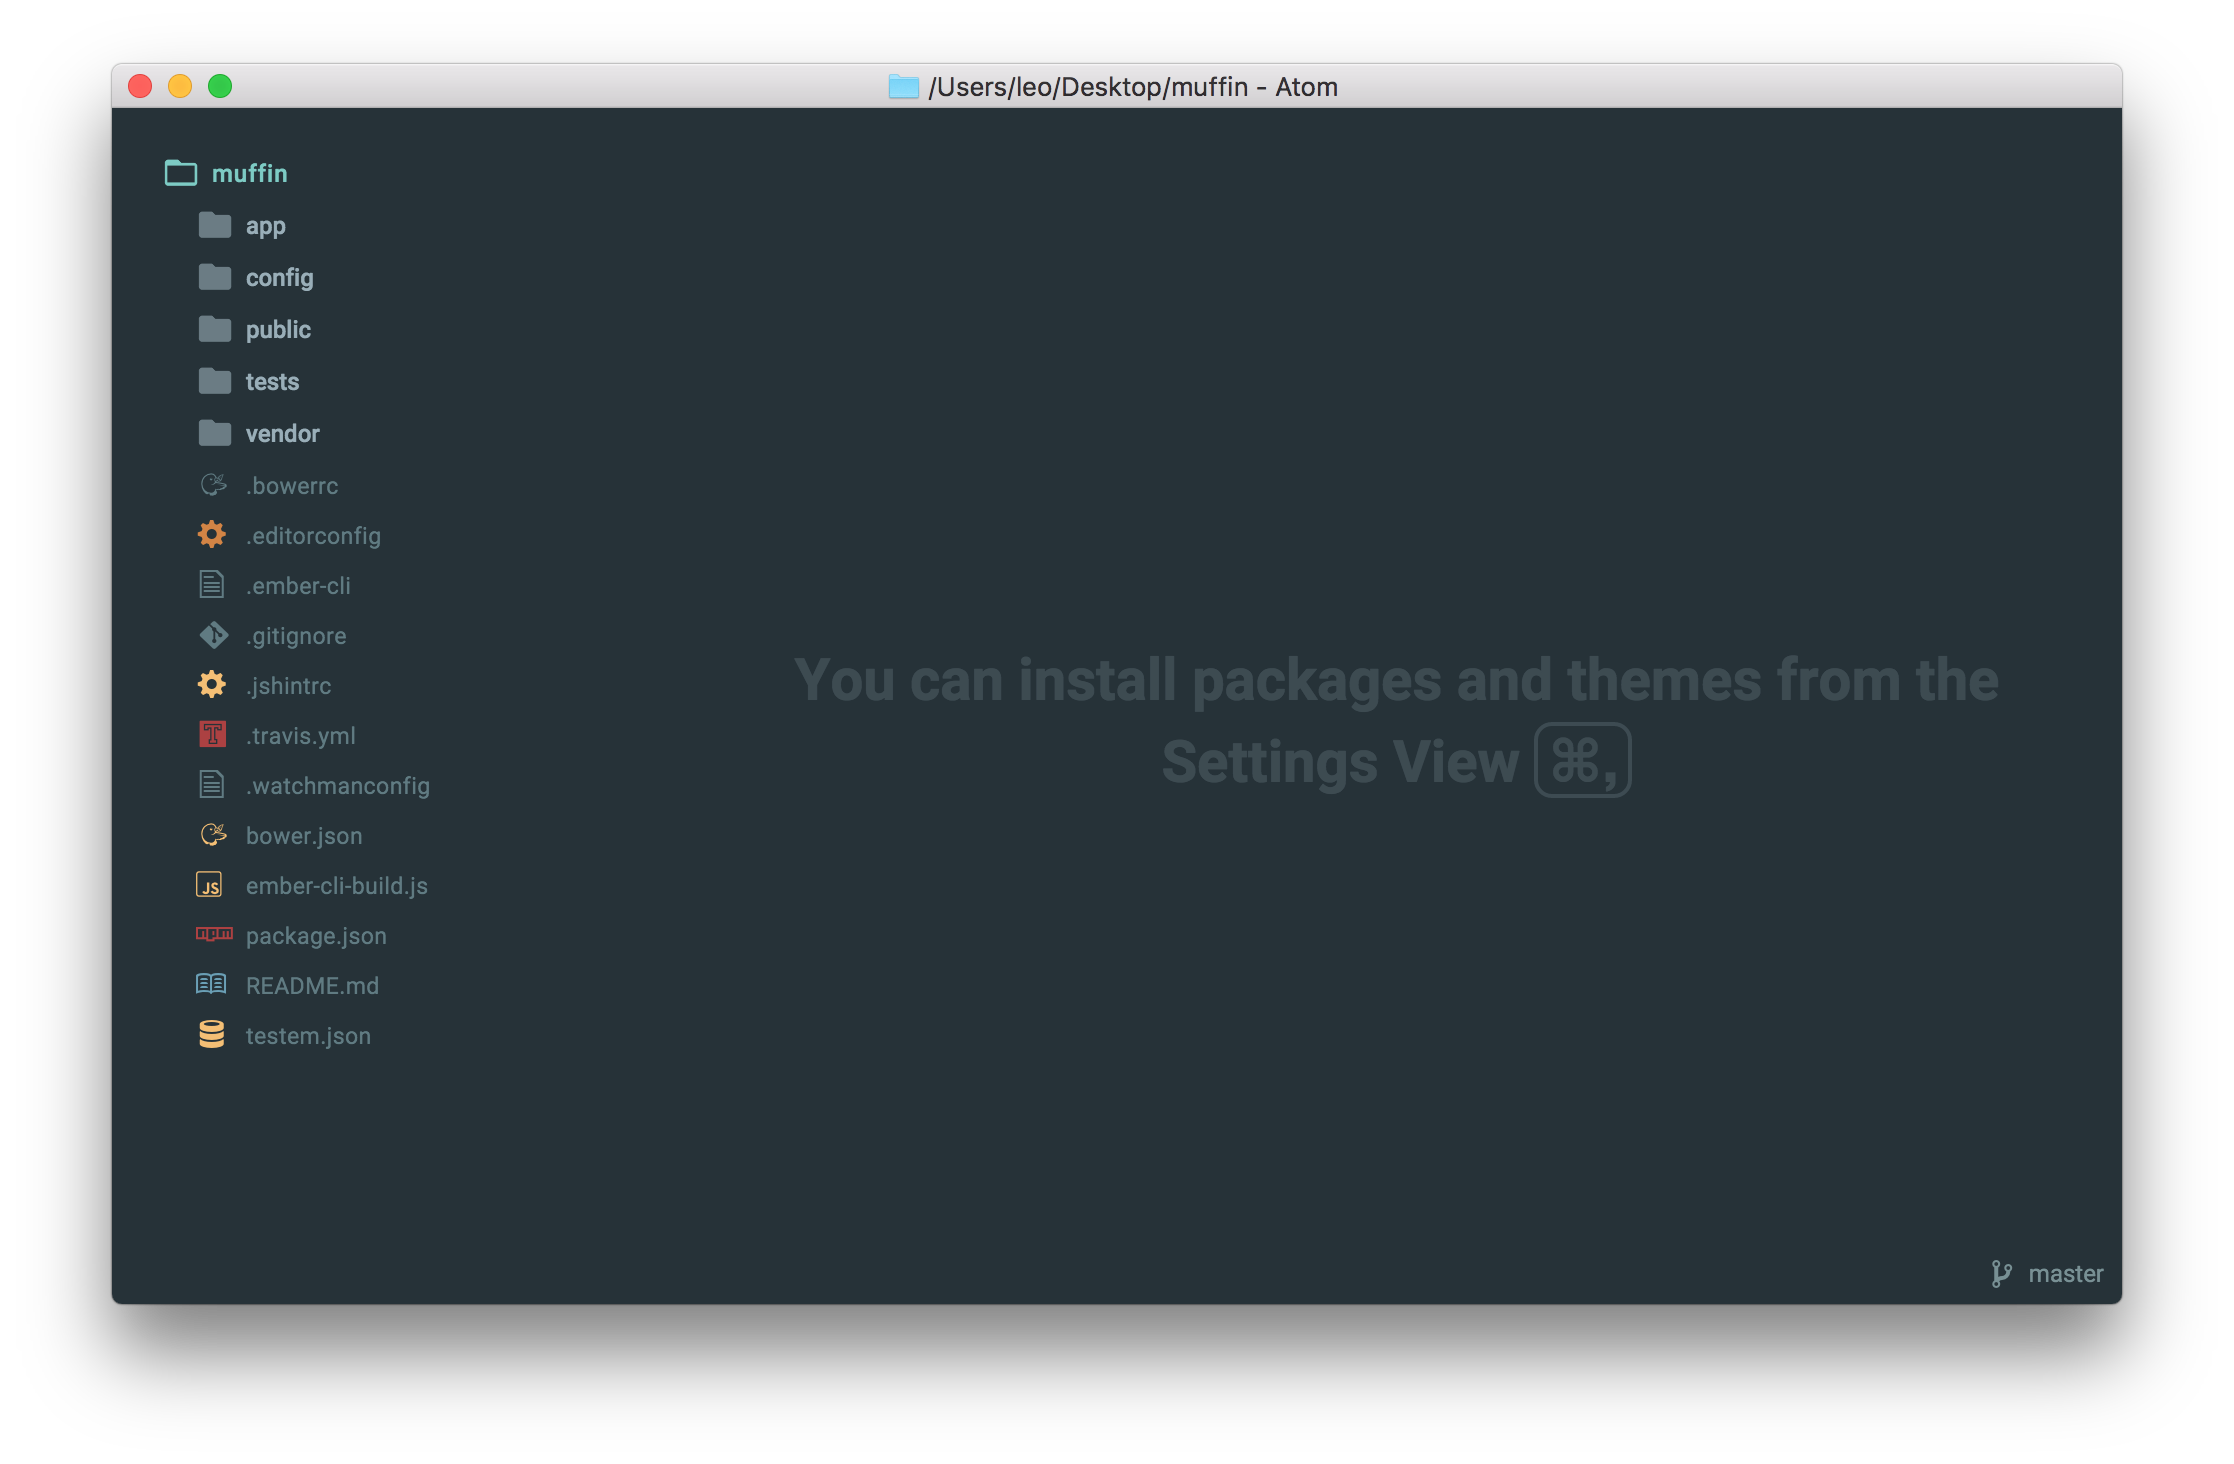 /Users/leo/Desktop/muffin - Atom
muffin
app
config
public
tests
vendor
.bowerrc
.editorconfig
.ember-cli
.gitignore
.jshintrc
.travis.yml
.watchmanconfig
bower.json
ember-cli-build.js
package.json
README.md
testem.json
You can install packages and themes from the
Settings View ⌘,
master